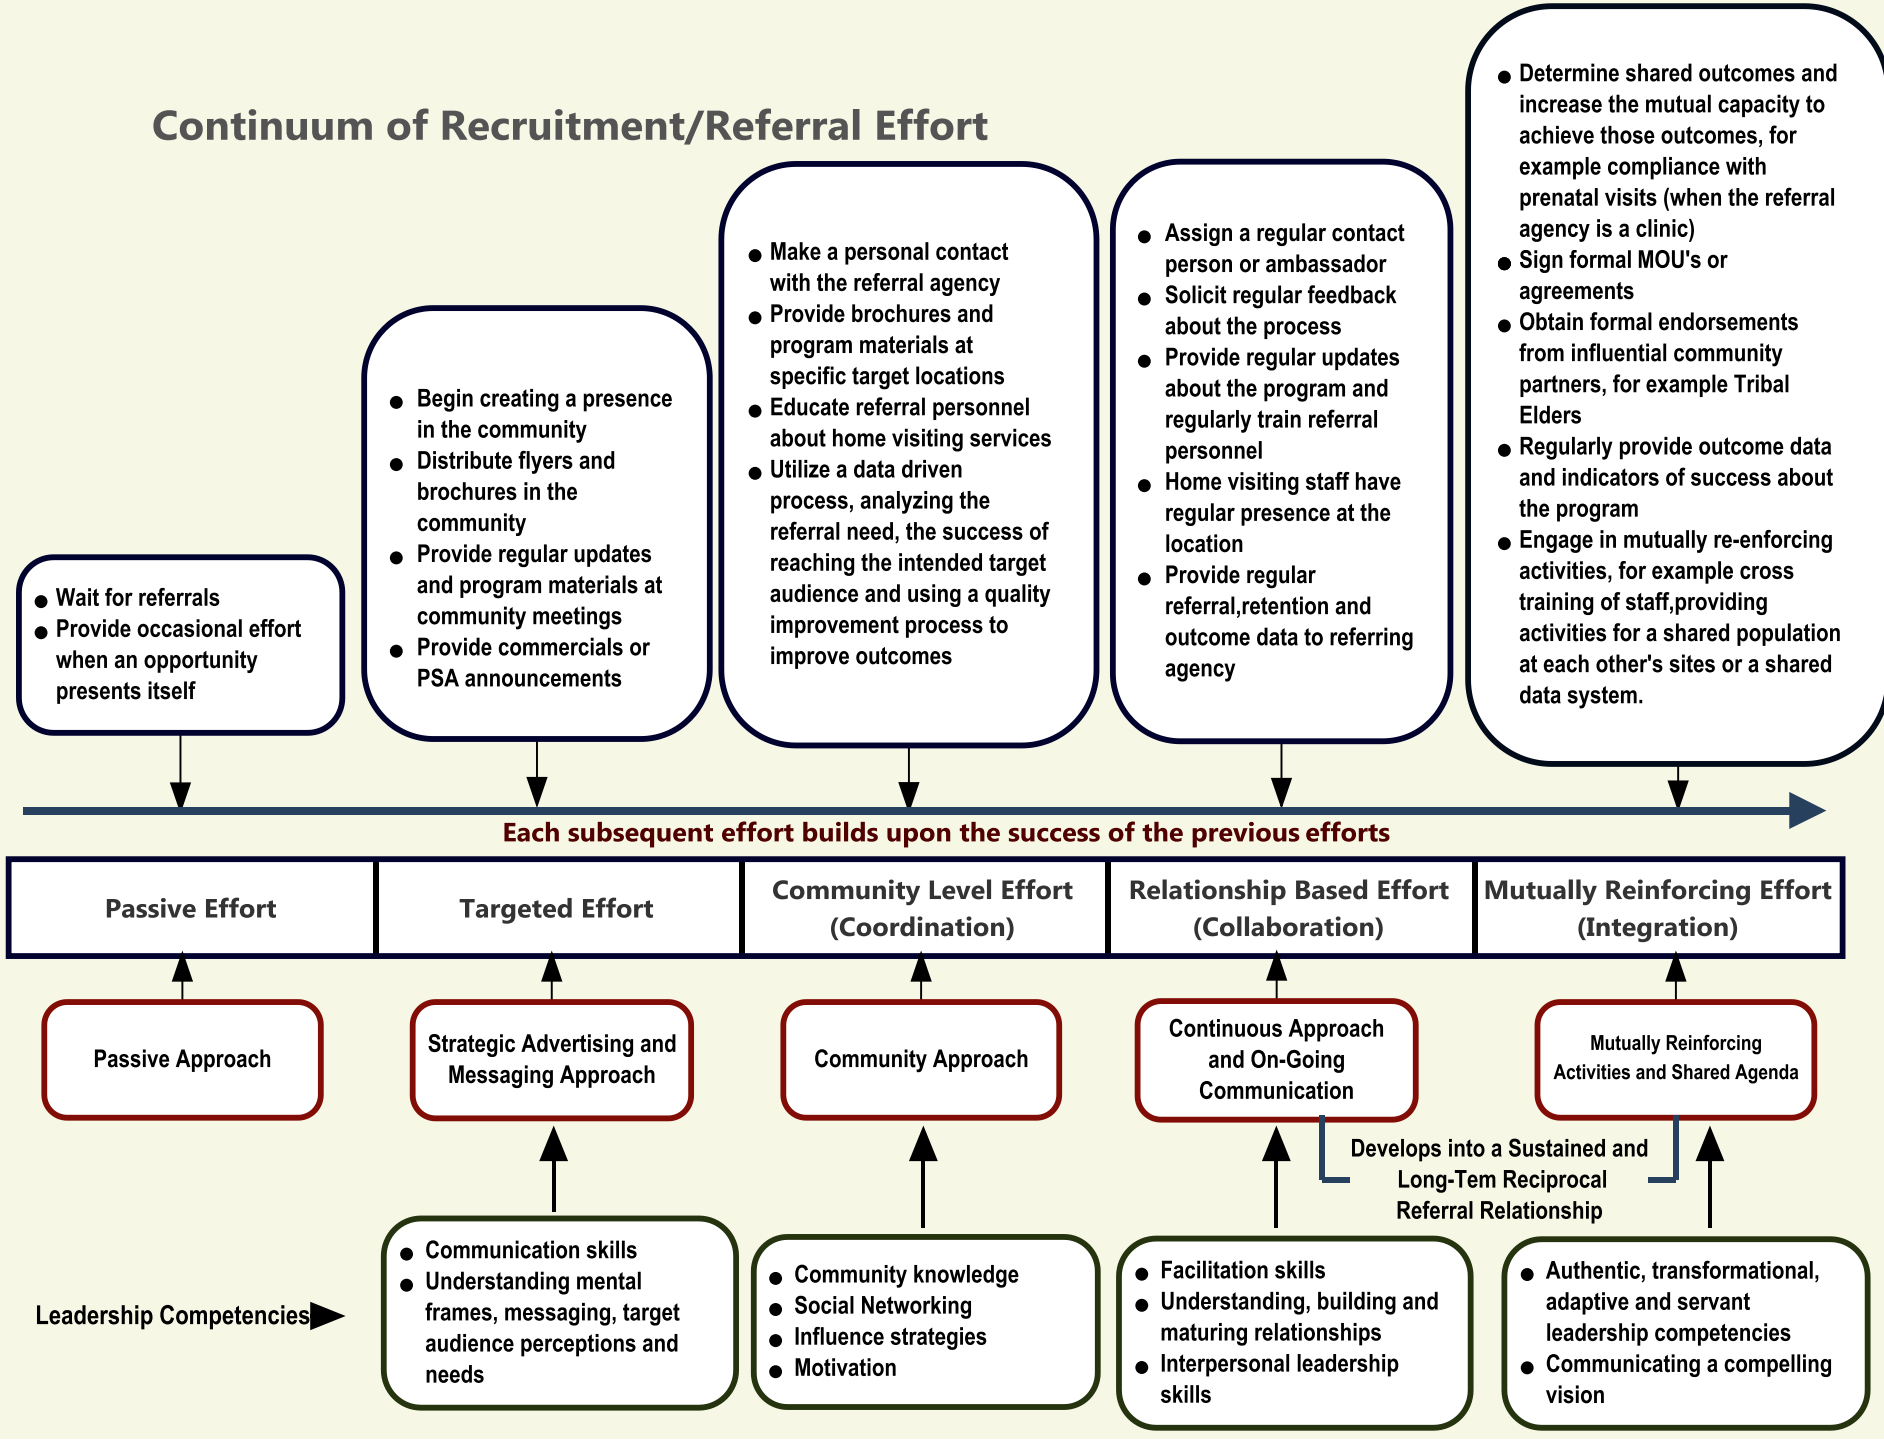 Continuum of Recruitment/Referral Effort
Wait for referrals
Provide occasional effort
when an opportunity
presents itself
Begin creating a presence
in the community
Distribute flyers and
brochures in the
community
Provide regular updates
and program materials at
community meetings
Provide commercials or
PSA announcements
Make a personal contact
with the referral agency
Provide brochures and
program materials at
specific target locations
Educate referral personnel
about home visiting services
Utilize a data driven
process, analyzing the
referral need, the success of
reaching the intended target
audience and using a quality
improvement process to
improve outcomes
Assign a regular contact
person or ambassador
Solicit regular feedback
about the process
Provide regular updates
about the program and
regularly train referral
personnel
Home visiting staff have
regular presence at the
location
Provide regular
referral,retention and
outcome data to referring
agency
Determine shared outcomes and
increase the mutual capacity to
achieve those outcomes, for
example compliance with
prenatal visits (when the referral
agency is a clinic)
Sign formal MOU's or
agreements
Obtain formal endorsements
from influential community
partners, for example Tribal
Elders
Regularly provide outcome data
and indicators of success about
the program
Engage in mutually re-enforcing
activities, for example cross
training of staff,providing
activities for a shared population
at each other's sites or a shared
data system.
Each subsequent effort builds upon the success of the previous efforts
Passive Effort
Targeted Effort
Community Level Effort
(Coordination)
Relationship Based Effort
(Collaboration)
Mutually Reinforcing Effort
(Integration)
Passive Approach
Strategic Advertising and
Messaging Approach
Community Approach
Continuous Approach
and On-Going
Communication
Mutually Reinforcing
Activities and Shared Agenda
Develops into a Sustained and
Long-Tem Reciprocal
Referral Relationship
Leadership Competencies
Communication skills
Understanding mental
frames, messaging, target
audience perceptions and
needs
Community knowledge
Social Networking
Influence strategies
Motivation
Facilitation skills
Understanding, building and
maturing relationships
Interpersonal leadership
skills
Authentic, transformational,
adaptive and servant
leadership competencies
Communicating a compelling
vision